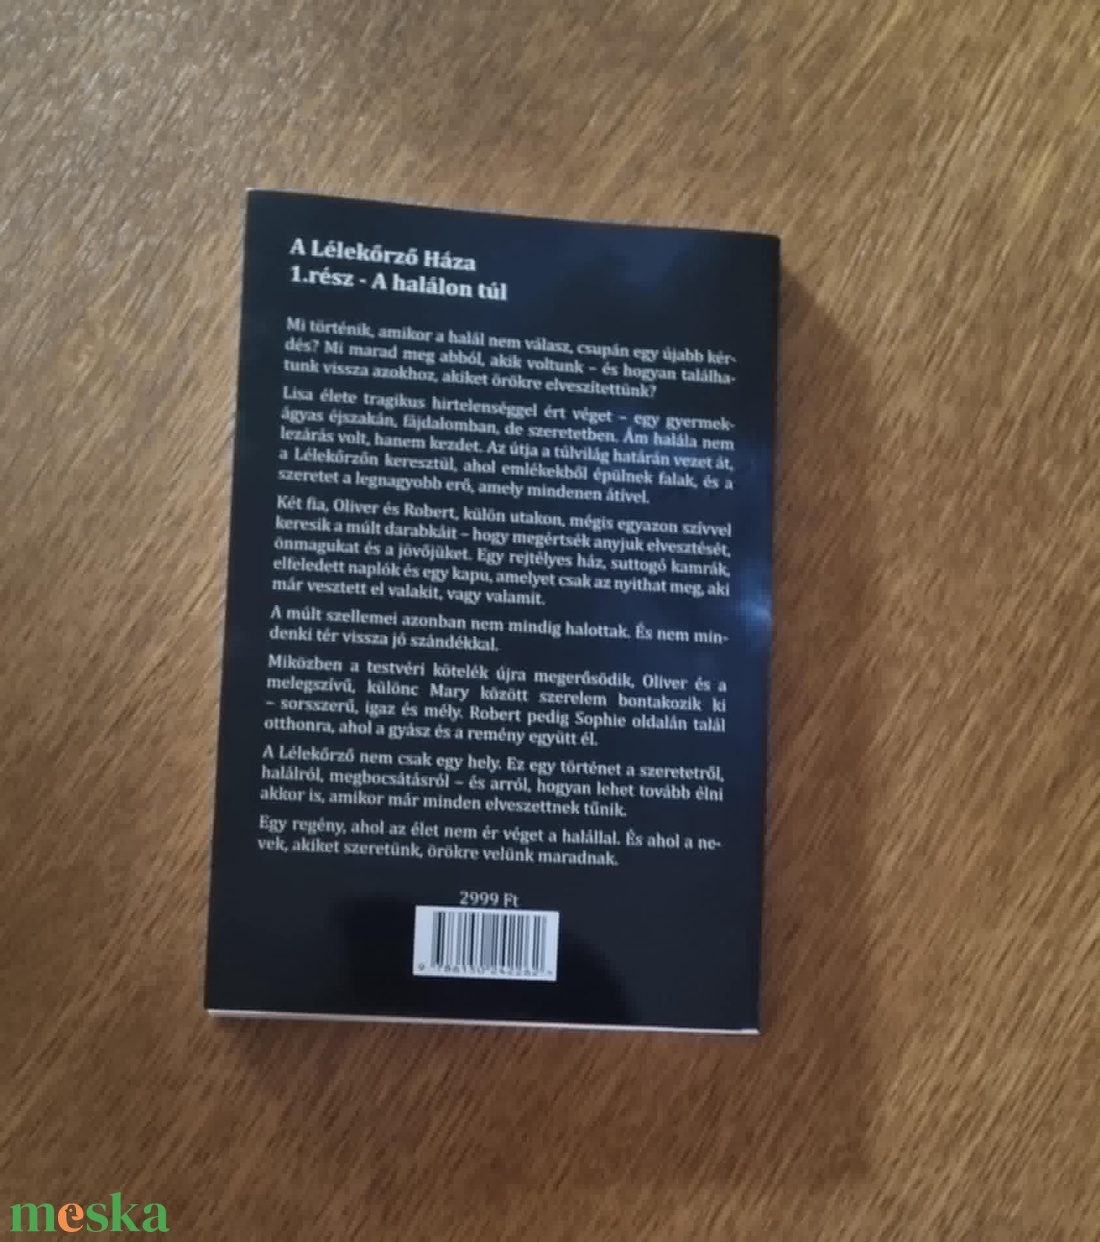 A Lélekőrző Háza
1.rész - A halálon túl
Mi történik, amikor a halál nem válasz, csupán egy újabb kér-
dés? Mi marad meg abból, akik voltunk – és hogyan találha-
tunk vissza azokhoz, akiket örökre elveszítettünk?
Lisa élete tragikus hirtelenséggel ért véget – egy gyermek-
ágyas éjszakán, fájdalomban, de szeretetben. Ám halála nem
lezárás volt, hanem kezdet. Az útja a túlvilág határán vezet át,
a Lélekőrzőn keresztül, ahol emlékekből épülnek falak, és a
szeretet a legnagyobb erő, amely mindenen átível.
Két fia, Oliver és Robert, külön utakon, mégis egyazon szívvel
keresik a múlt darabkáit – hogy megértsék anyjuk elvesztését,
önmagukat és a jövőjüket. Egy rejtélyes ház, suttogó kamrák,
elfeledett naplók és egy kapu, amelyet csak az nyithat meg, aki
már vesztett el valakit, vagy valamit.
A múlt szellemei azonban nem mindig halottak. És nem min-
denki tér vissza jó szándékkal.
Miközben a testvéri kötelék újra megerősödik, Oliver és a
melegszívű, különc Mary között szerelem bontakozik ki
– sorsszerű, igaz és mély. Robert pedig Sophie oldalán talál
otthonra, ahol a gyász és a remény együtt él.
A Lélekőrző nem csak egy hely. Ez egy történet a szeretetről,
halálról, megbocsátásról – és arról, hogyan lehet tovább élni
akkor is, amikor már minden elveszettnek tűnik.
Egy regény, ahol az élet nem ér véget a halállal. És ahol a ne-
vek, akiket szeretünk, örökre velünk maradnak.
2999 Ft
meska